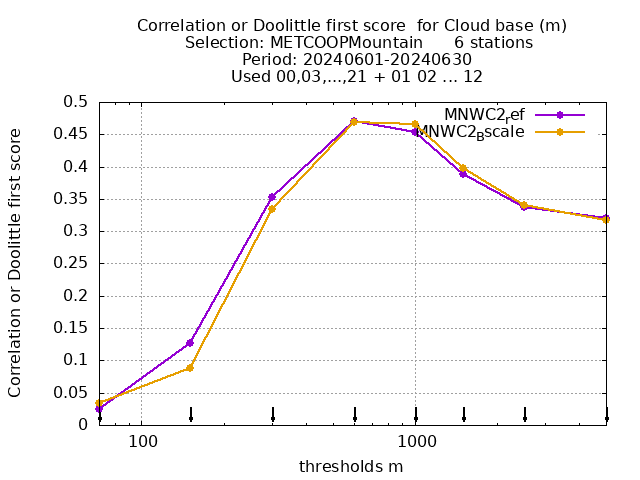 Correlation or Doolittle first score  for Cloud base (m)
Selection: METCOOPMountain      6 stations
Period: 20240601-20240630
Used 00,03,...,21 + 01 02 ... 12
Correlation or Doolittle first score
0.5
0.45
0.4
0.35
0.3
0.25
0.2
0.15
0.1
0.05
0
MNWC2ref
MNWC2Bscale
100
1000
thresholds m